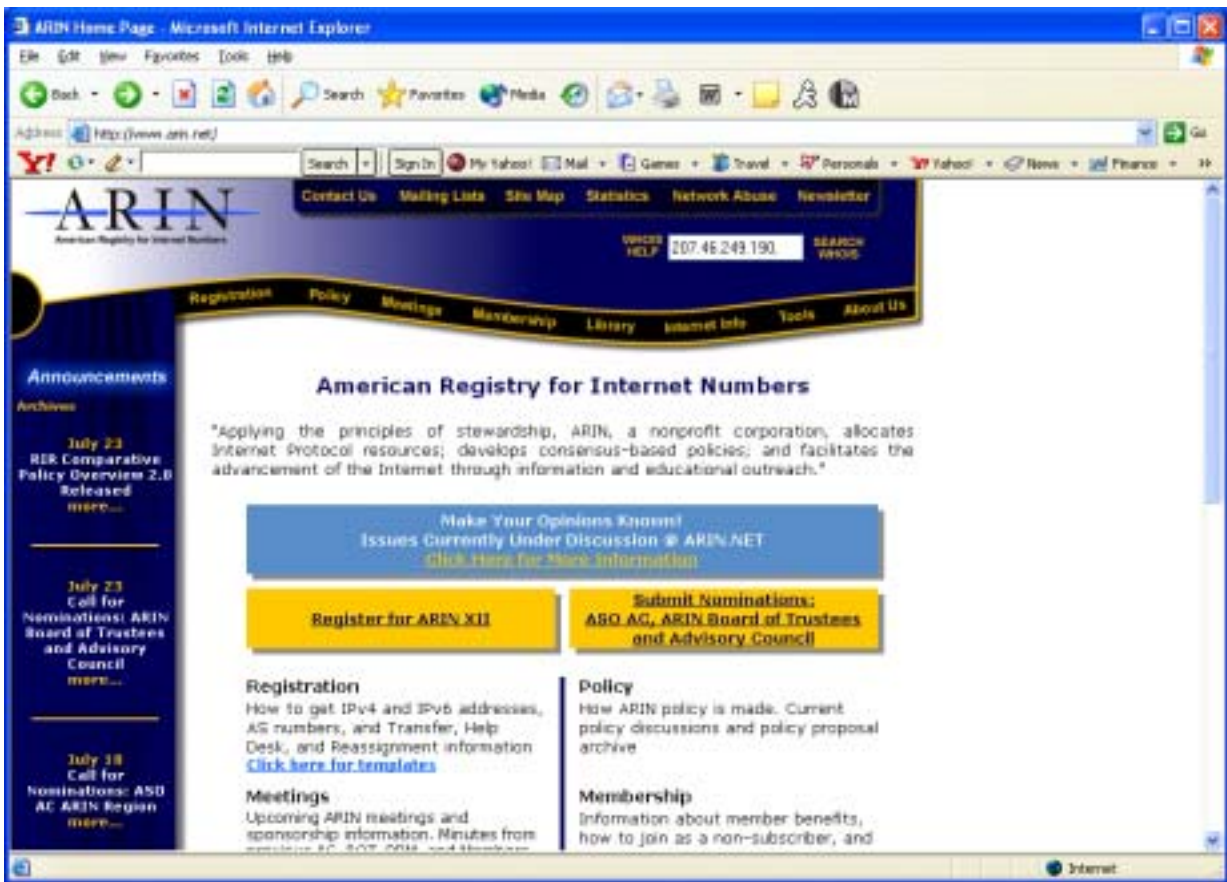 ARIN Home Page - Microsoft Internet Explorer
File Edit View Favorites Tools Help
Back Search Favorites Media
Address http://www.arin.net/ Go
Y! Search Sign In My Yahoo! Mail Games Travel Personals Yahoo! News Finance
ARIN
American Registry for Internet Numbers
Contact Us Mailing Lists Site Map Statistics Network Abuse Newsletter
WHOIS HELP 207.46.249.190. SEARCH WHOIS
Registration Policy Meetings Membership Library Internet Info Tools About Us
Announcements
Archives
July 23
RIR Comparative
Policy Overview 2.0
Released
more...
July 23
Call for
Nominations: ARIN
Board of Trustees
and Advisory
Council
more...
July 18
Call for
Nominations: ASO
AC ARIN Region
more...
American Registry for Internet Numbers
"Applying the principles of stewardship, ARIN, a nonprofit corporation, allocates
Internet Protocol resources; develops consensus-based policies; and facilitates the
advancement of the Internet through information and educational outreach."
Make Your Opinions Known!
Issues Currently Under Discussion @ ARIN.NET
Click Here for More Information
Register for ARIN XII
Submit Nominations:
ASO AC, ARIN Board of Trustees
and Advisory Council
Registration
How to get IPv4 and IPv6 addresses,
AS numbers, and Transfer, Help
Desk, and Reassignment information
Click here for templates
Policy
How ARIN policy is made. Current
policy discussions and policy proposal
archive
Meetings
Upcoming ARIN meetings and
sponsorship information. Minutes from
Membership
Information about member benefits,
how to join as a non-subscriber, and
Internet